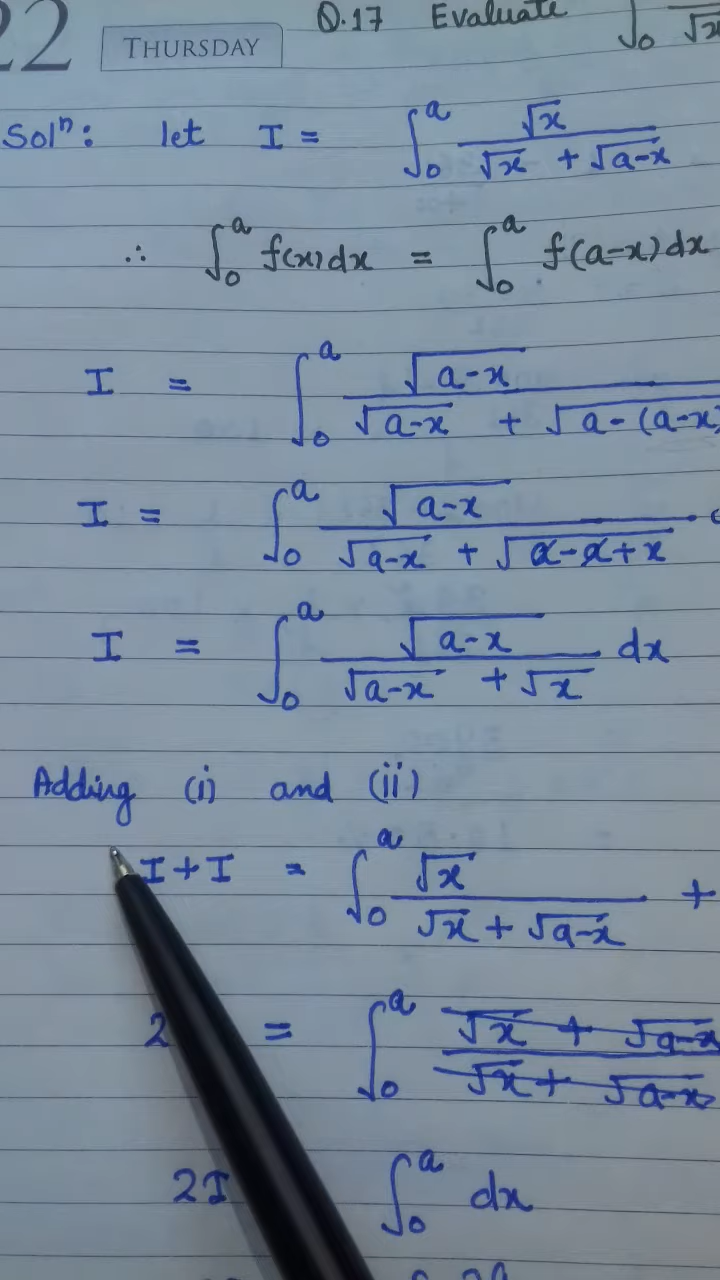 22 THURSDAY Q.17 Evaluate ∫₀ √x
Solⁿ: let I = ∫₀ᵃ √x / (√x + √(a-x))
∴ ∫₀ᵃ f(x)dx = ∫₀ᵃ f(a-x)dx
I = ∫₀ᵃ √(a-x) / (√(a-x) + √(a-(a-x)
I = ∫₀ᵃ √(a-x) / (√(a-x) + √(a-a+x))
I = ∫₀ᵃ √(a-x) / (√(a-x) + √x) dx
Adding (i) and (ii)
I+I = ∫₀ᵃ √x / (√x + √(a-x)) +
2 = ∫₀ᵃ (√x + √(a-x)) / (√x + √(a-x))
2I ∫₀ᵃ dx